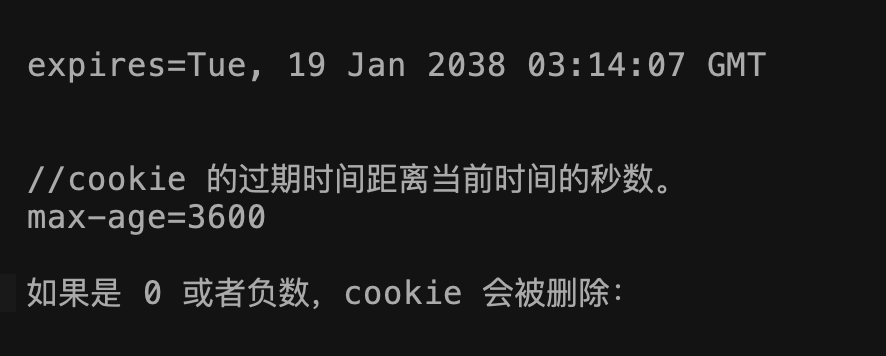 expires=Tue, 19 Jan 2038 03:14:07 GMT
//cookie 的过期时间距离当前时间的秒数。
max-age=3600
如果是 0 或者负数，cookie 会被删除：